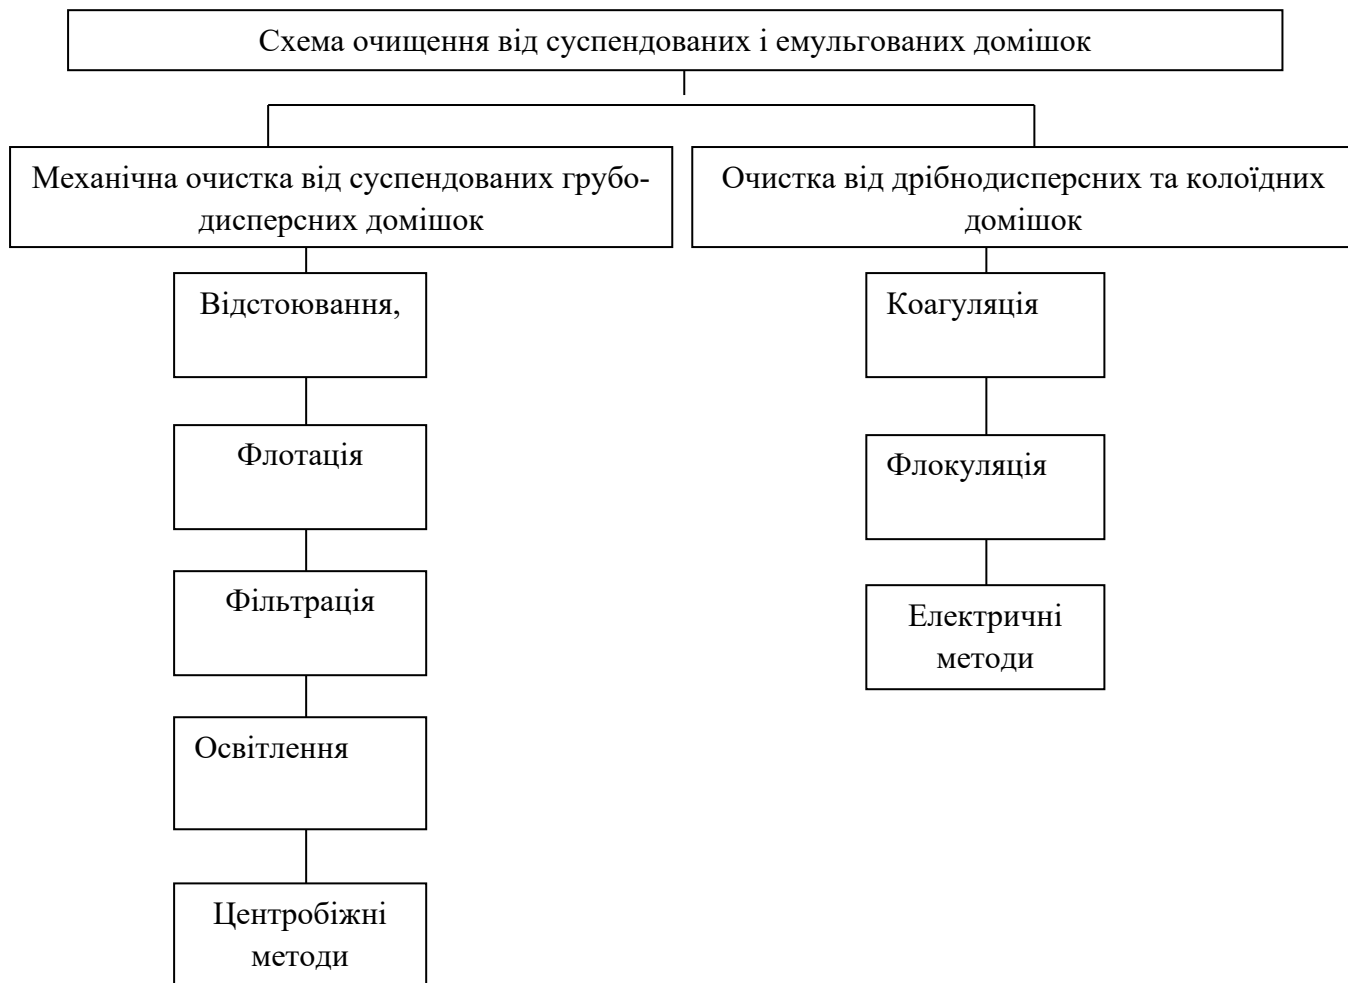 Схема очищення від суспендованих і емульгованих домішок
Механічна очистка від суспендованих грубо-
дисперсних домішок
Очистка від дрібнодисперсних та колоїдних
домішок
Відстоювання,
Флотація
Фільтрація
Освітлення
Центробіжні
методи
Коагуляція
Флокуляція
Електричні
методи